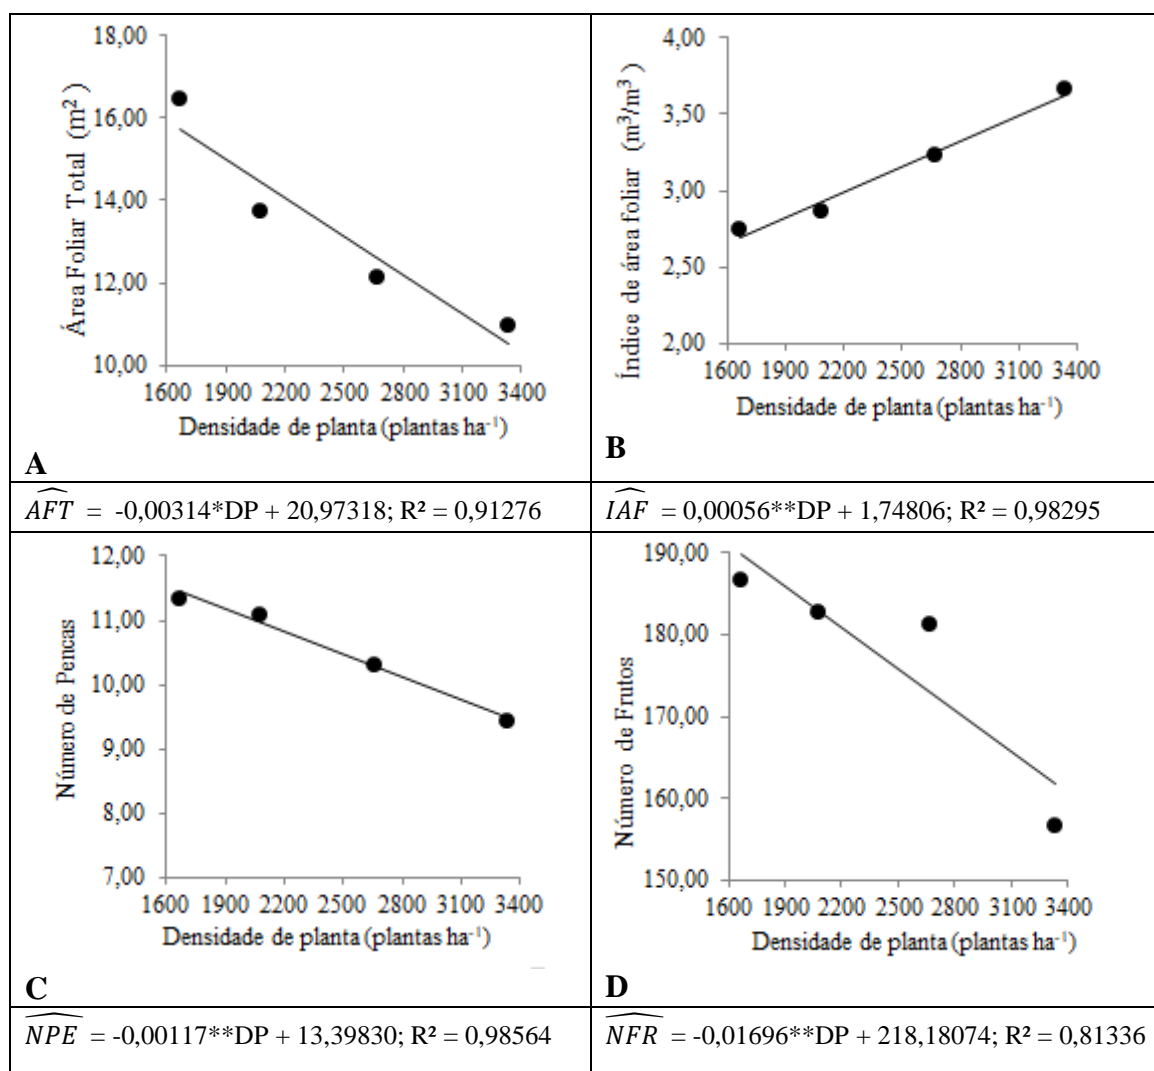 18,00
16,00
14,00
12,00
10,00
Área Foliar Total (m²)
1600 1900 2200 2500 2800 3100 3400
Densidade de planta (plantas ha⁻¹)
A
4,00
3,50
3,00
2,50
2,00
Índice de área foliar (m³/m³)
1600 1900 2200 2500 2800 3100 3400
Densidade de planta (plantas ha⁻¹)
B
A͡FT = -0,00314*DP + 20,97318; R² = 0,91276
I͡AF = 0,00056**DP + 1,74806; R² = 0,98295
12,00
11,00
10,00
9,00
8,00
7,00
Número de Pencas
1600 1900 2200 2500 2800 3100 3400
Densidade de planta (plantas ha⁻¹)
C
190,00
180,00
170,00
160,00
150,00
Número de Frutos
1600 1900 2200 2500 2800 3100 3400
Densidade de planta (plantas ha⁻¹)
D
N͡PE = -0,00117**DP + 13,39830; R² = 0,98564
N͡FR = -0,01696**DP + 218,18074; R² = 0,81336